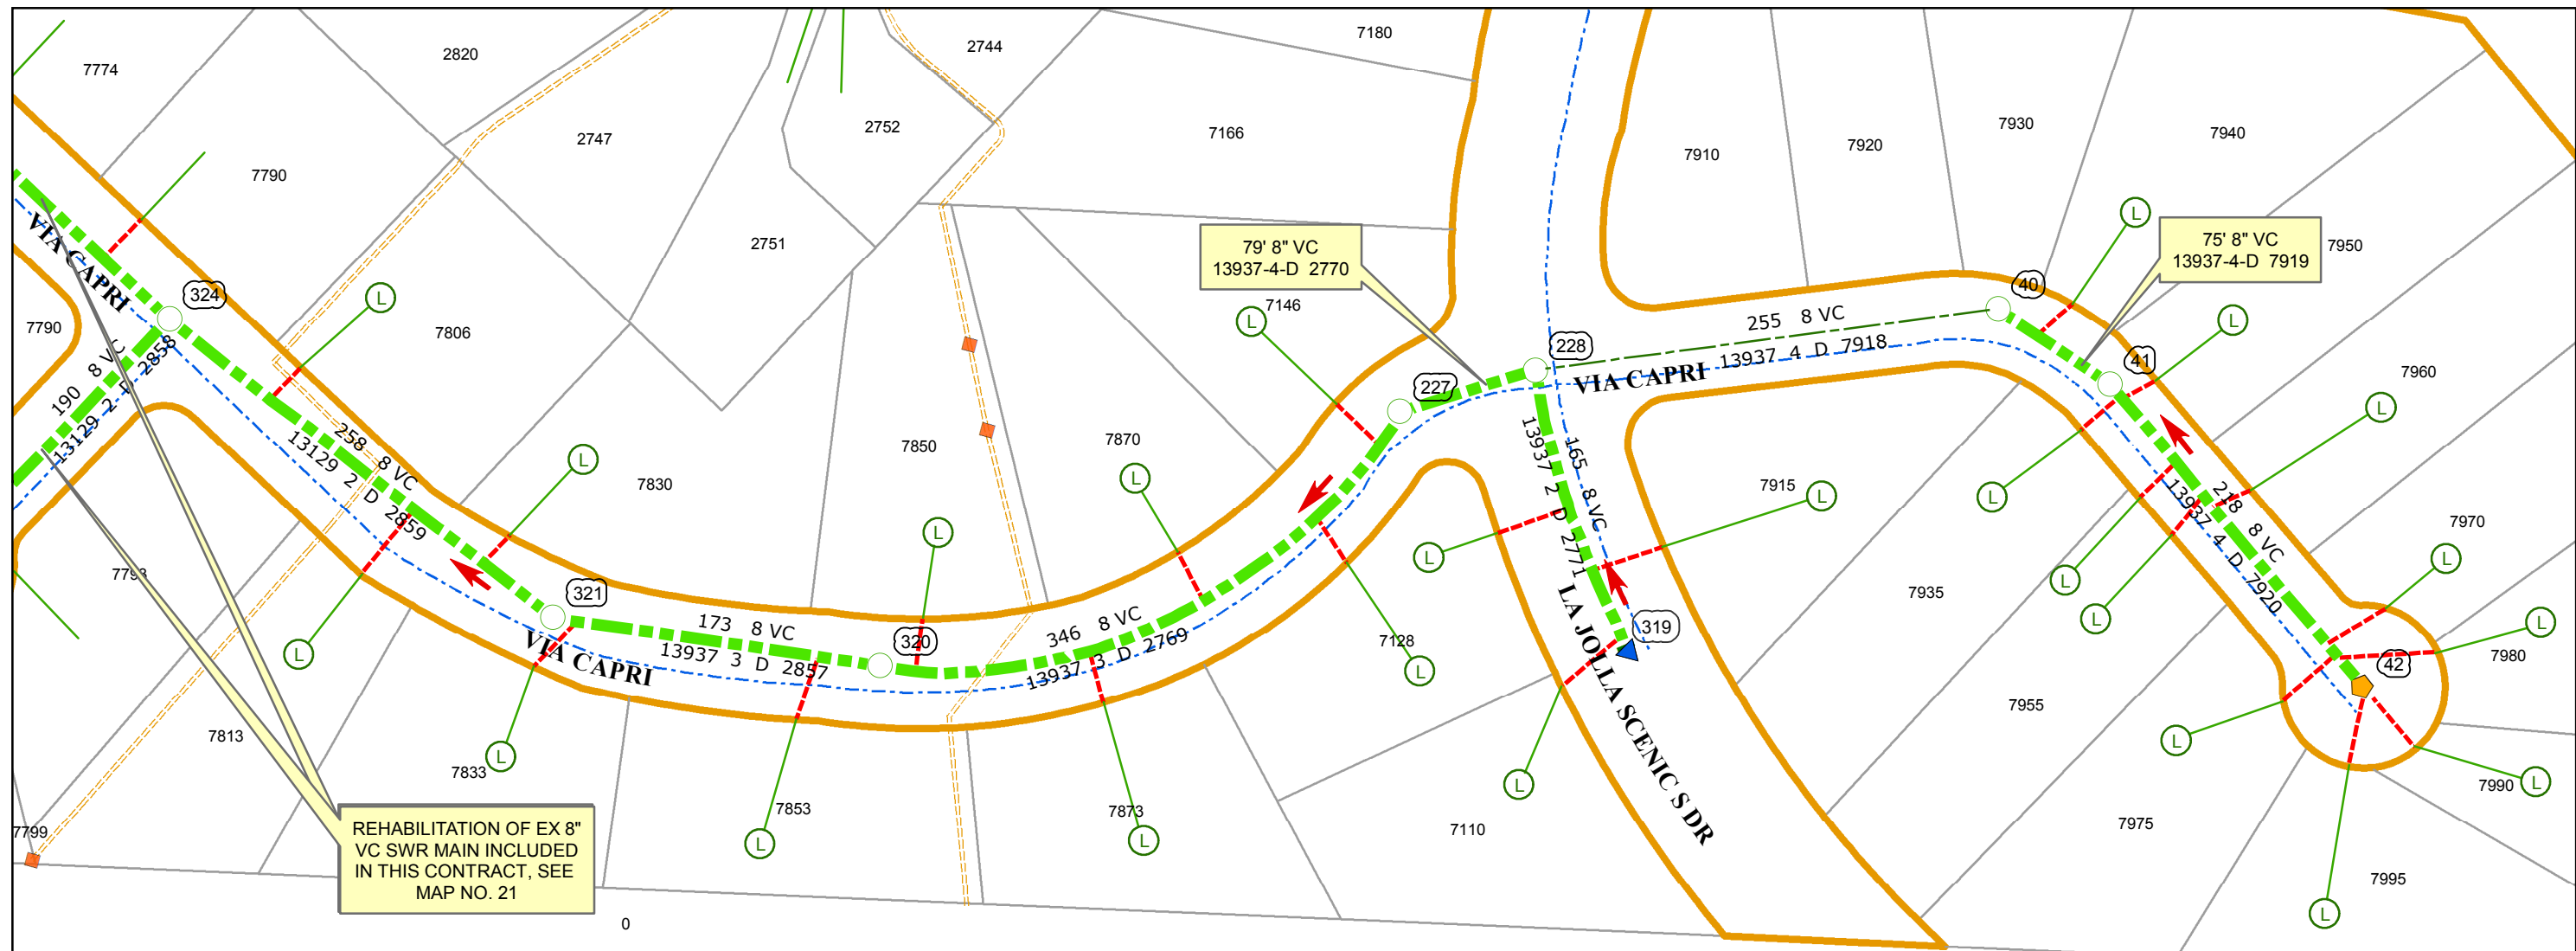 7774
2820
2744
7180
7790
2747
2752
7166
7910
7920
7930
7940
2751
79' 8" VC
13937-4-D 2770
75' 8" VC
13937-4-D 7919
7950
VIA CAPRI
324
L
7790
7806
7146
L
L
L
40
41
228
227
255 8 VC
13937 4 D 7918
VIA CAPRI
7960
L
190 8 VC
13129 2 D 2858
258 8 VC
13129 2 D 2859
7830
L
7850
7870
L
L
13937 2 D 2771
165 8 VC
7915
L
L
L
7935
218 8 VC
13937 4 D 7920
7970
L
7793
L
321
173 8 VC
13937 3 D 2857
VIA CAPRI
320
346 8 VC
13937 3 D 2769
7128
L
LA JOLLA SCENIC S DR
319
L
L
L
7980
42
7955
L
7813
7833
L
7853
L
7873
L
7110
L
7975
7990
L
7799
REHABILITATION OF EX 8"
VC SWR MAIN INCLUDED
IN THIS CONTRACT, SEE
MAP NO. 21
0
7995
L